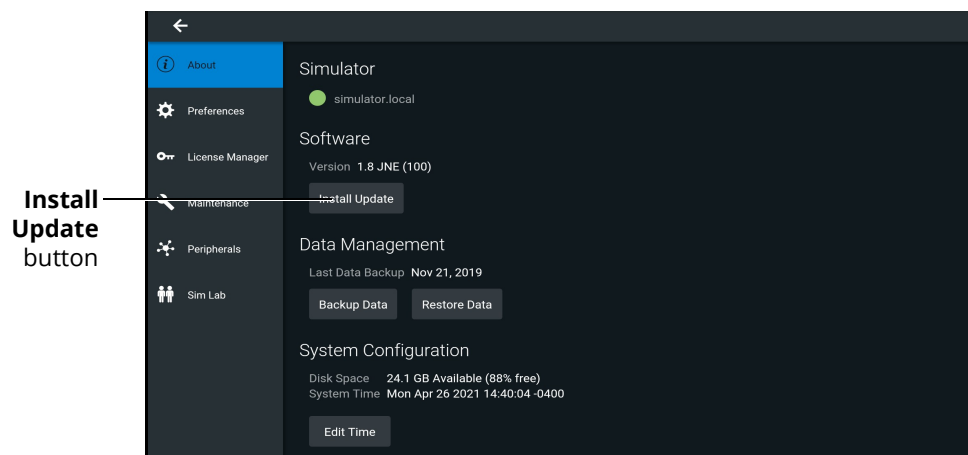 About
Preferences
License Manager
Maintenance
Peripherals
Sim Lab
Install
Update
button
Simulator
simulator.local
Software
Version 1.8 JNE (100)
Install Update
Data Management
Last Data Backup Nov 21, 2019
Backup Data Restore Data
System Configuration
Disk Space 24.1 GB Available (88% free)
System Time Mon Apr 26 2021 14:40:04 -0400
Edit Time